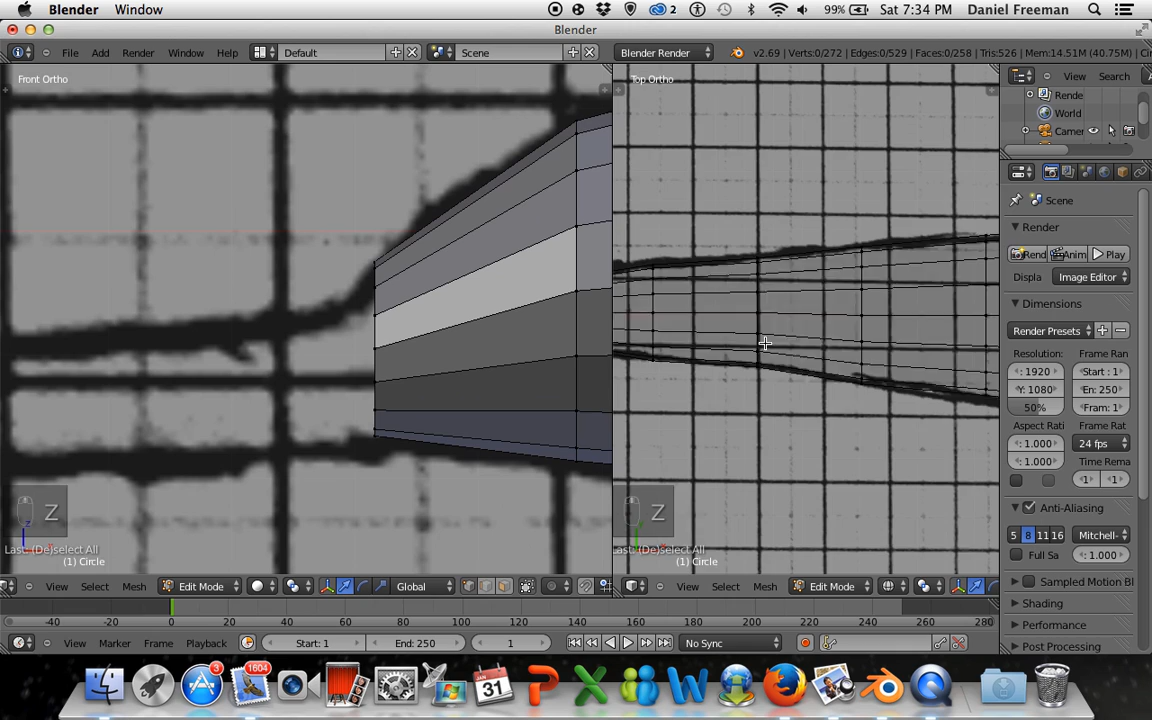 Blender Window 2 99% Sat 7:34 PM Daniel Freeman
Blender
File Add Render Window Help Default Scene Blender Render v2.69 | Verts:0/272 | Edges:0/529 | Faces:0/258 | Tris:526 | Mem:14.51M (40.75M) | Ci
Front Ortho
Top Ortho
View Search
Rende
World
Camer
Scene
Render
Rend Anim Play
Displa Image Editor
Dimensions
Render Presets
Resolution: Frame Ran
: 1920 Start : 1
Y: 1080 En: 250
50% Fram: 1
Aspect Rati Frame Rat
: 1.000 24 fps
: 1.000 Time Rema
1 1
Anti-Aliasing
5 8 11 16 Mitchell-
Full Sa : 1.000
Sampled Motion Bl
Shading
Performance
Post Processing
Z
Last: (De)select All
(1) Circle
Z
Last: (De)select All
(1) Circle
View Select Mesh Edit Mode Global
View Select Mesh Edit Mode
-40 -20 0 20 40 60 80 100 120 140 160 180 200 220 240 260 280
View Marker Frame Playback Start: 1 End: 250 1 No Sync
3 1604 JAN 31